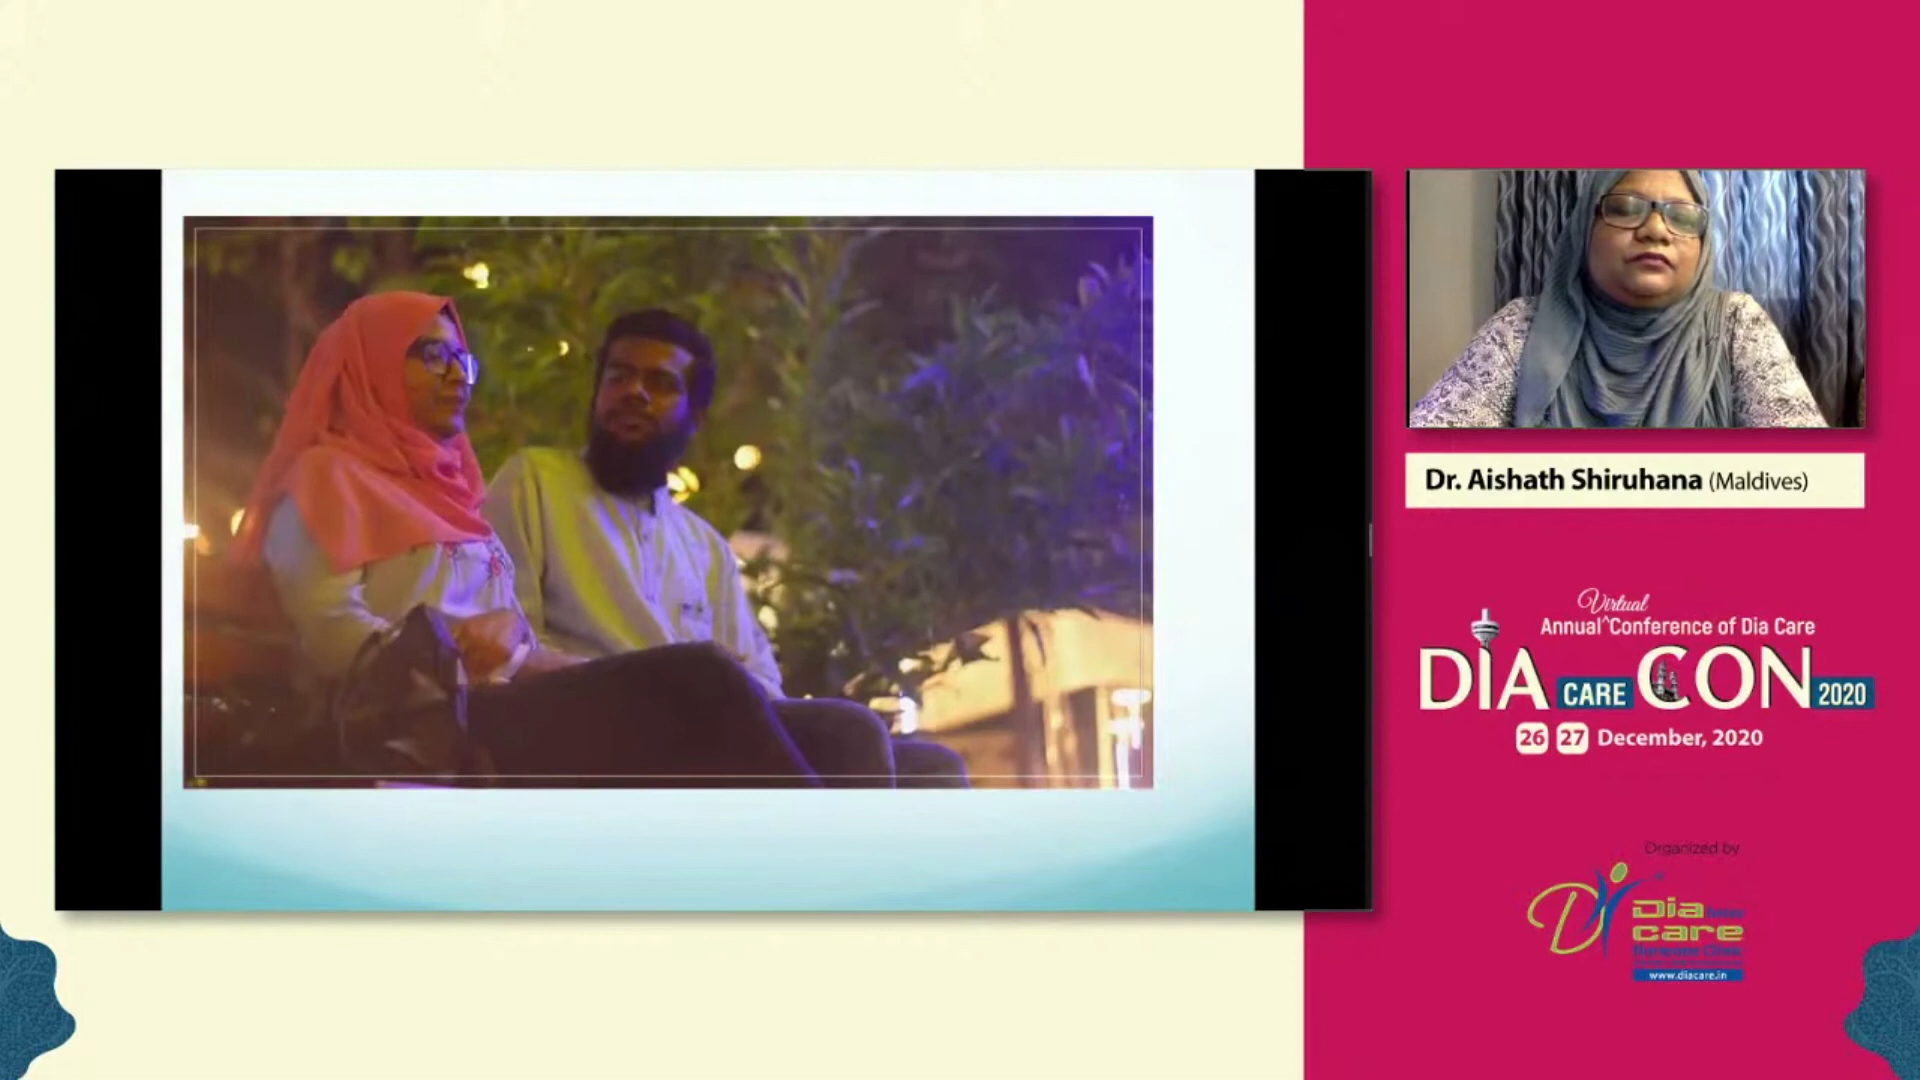 Dr. Aishath Shiruhana (Maldives)
Virtual
Annual^Conference of Dia Care
DIA CARE CON 2020
26 27 December, 2020
Organized by
Dia
care
www.diacare.in